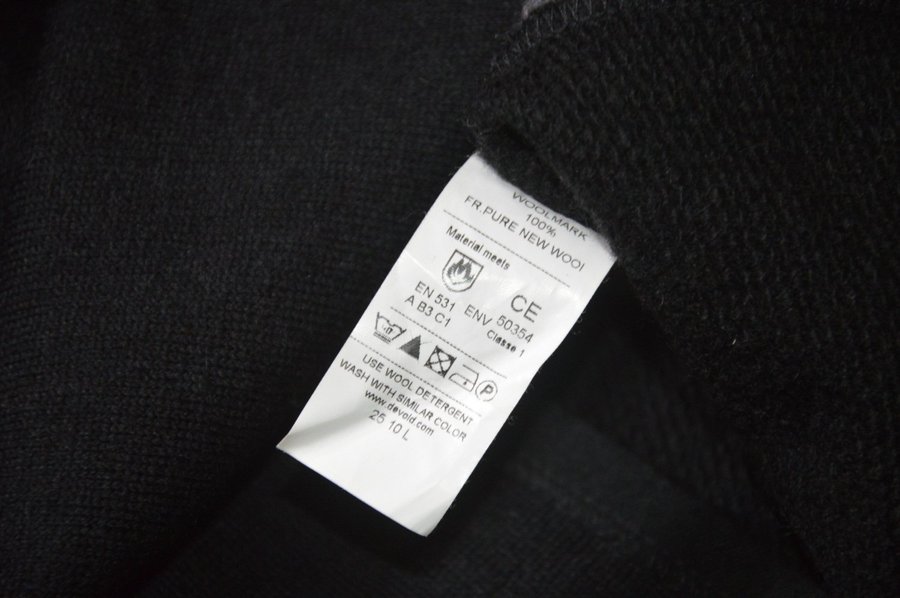 WOOLMARK
100%
FR.PURE NEW WOOl
Material meets
CE
EN 531 ENV 50354
A B3 C1 Classe 1
P
USE WOOL DETERGENT
WASH WITH SIMILAR COLOR
www.devold.com
25 10 L